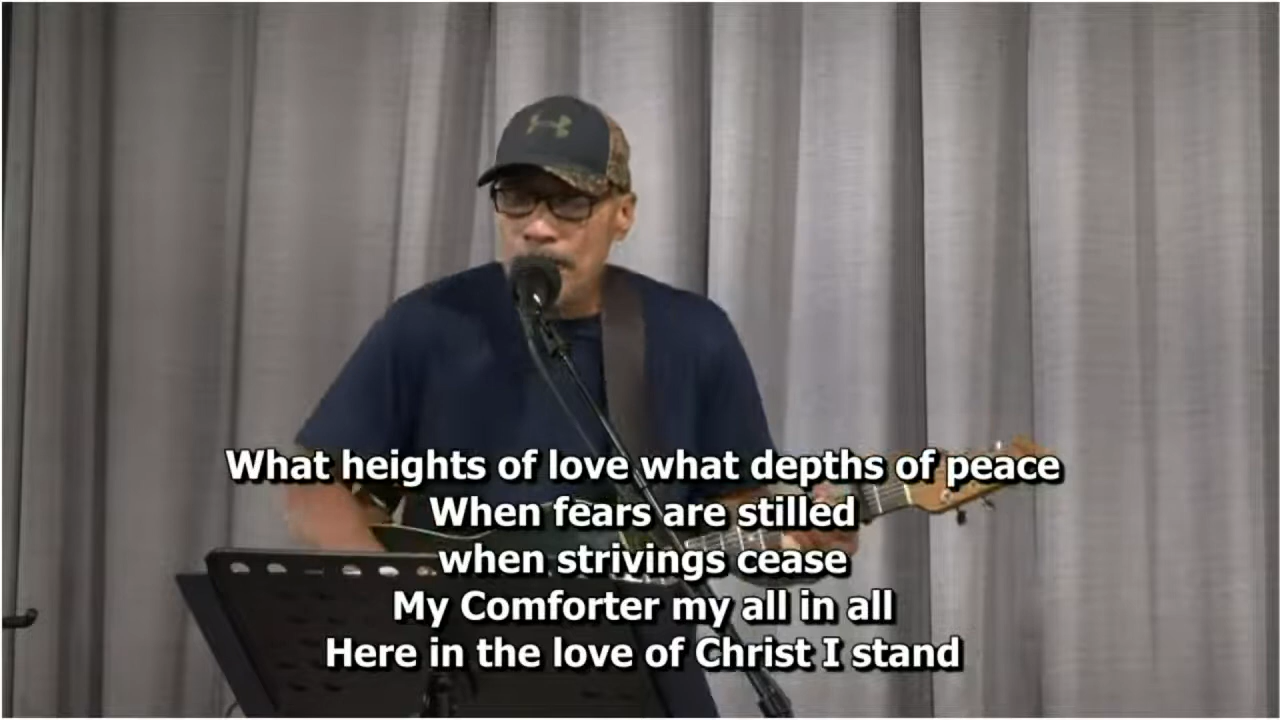 What heights of love what depths of peace
When fears are stilled
when strivings cease
My Comforter my all in all
Here in the love of Christ I stand